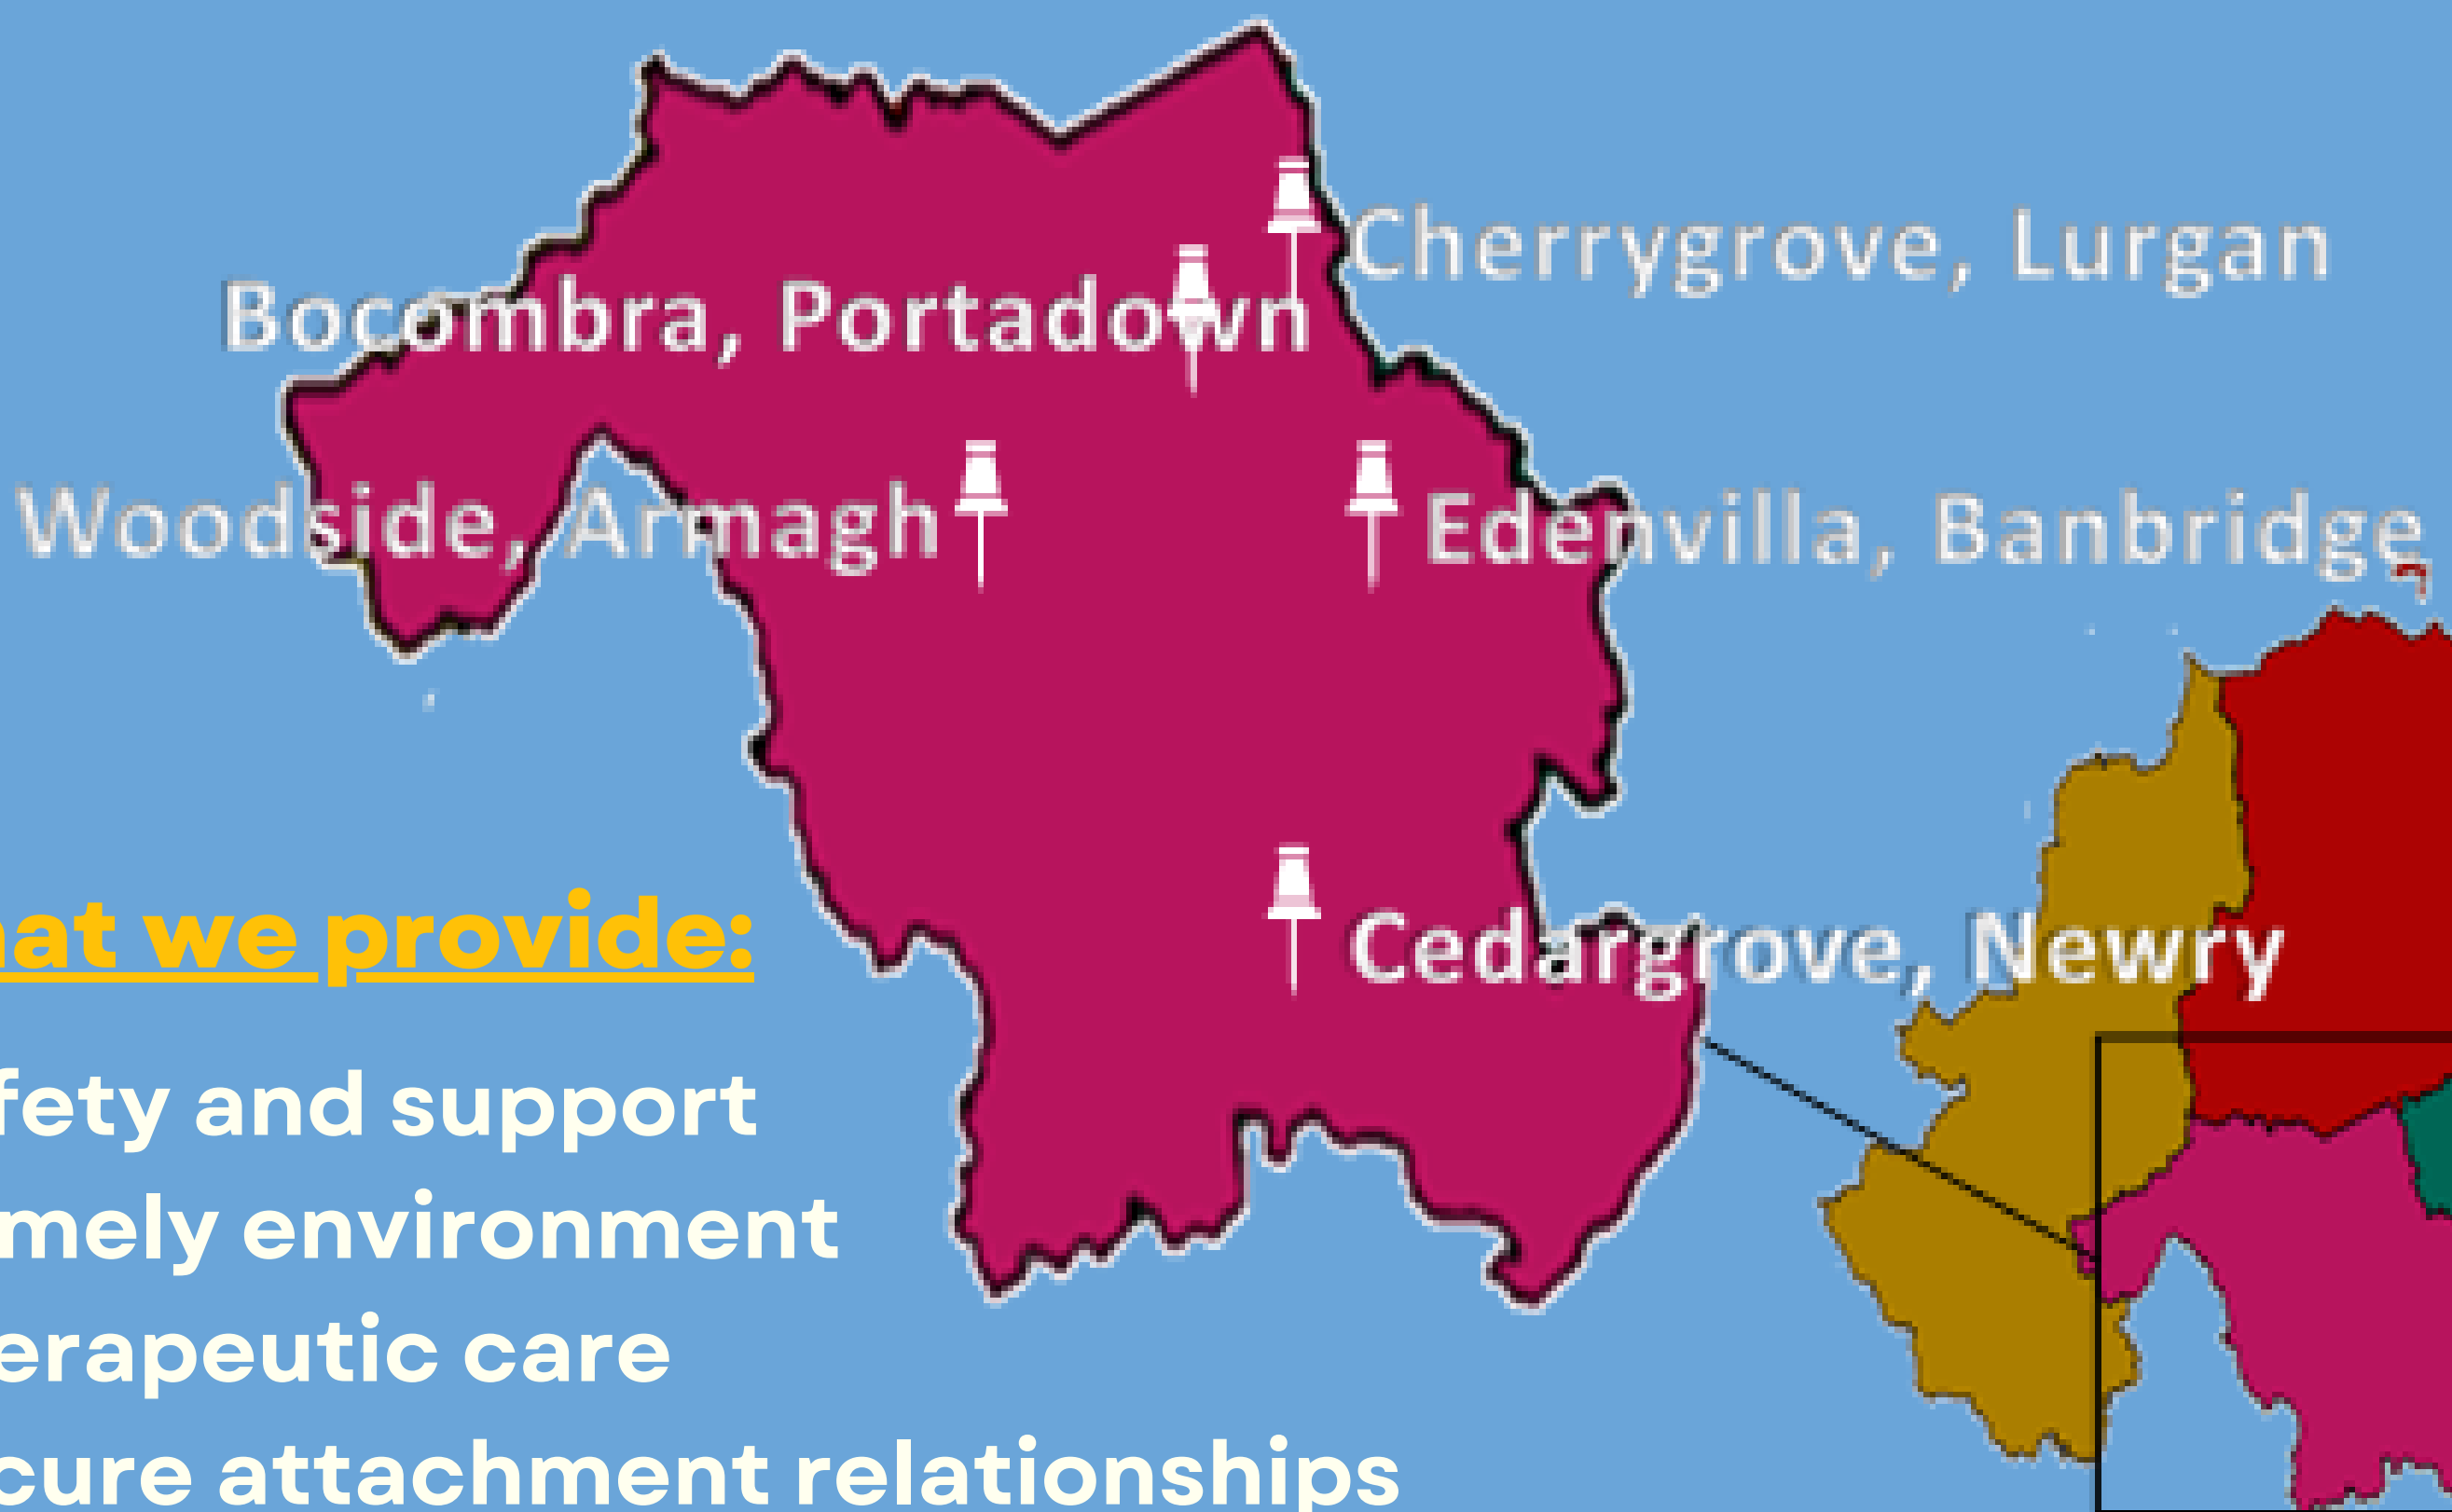 Cherrygrove, Lurgan
Bocombra, Portadown
Woodside, Armagh
Edenvilla, Banbridge
Cedargrove, Newry
hat we provide:
fety and support
mely environment
erapeutic care
cure attachment relationships